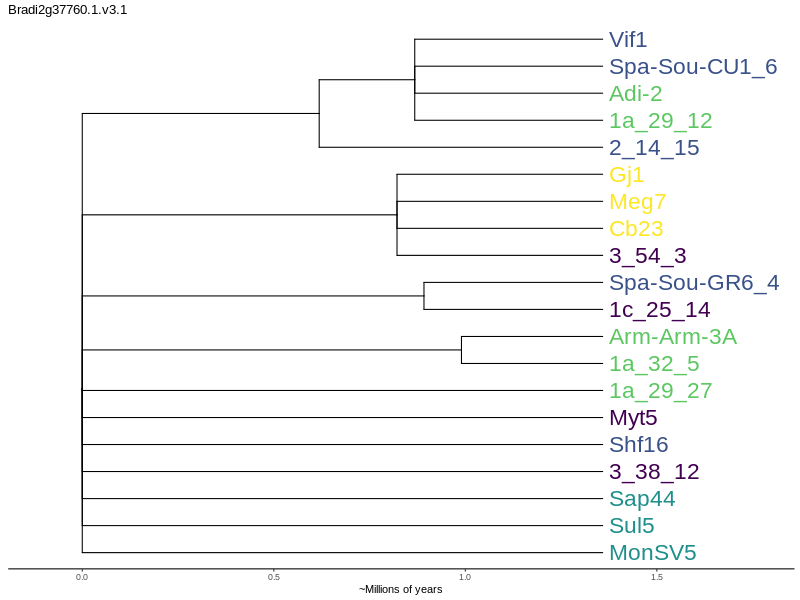 Bradi2g37760.1.v3.1
Vif1
Spa-Sou-CU1_6
Adi-2
1a_29_12
2_14_15
Gj1
Meg7
Cb23
3_54_3
Spa-Sou-GR6_4
1c_25_14
Arm-Arm-3A
1a_32_5
1a_29_27
Myt5
Shf16
3_38_12
Sap44
Sul5
MonSV5
0.0 0.5 1.0 1.5
~Millions of years